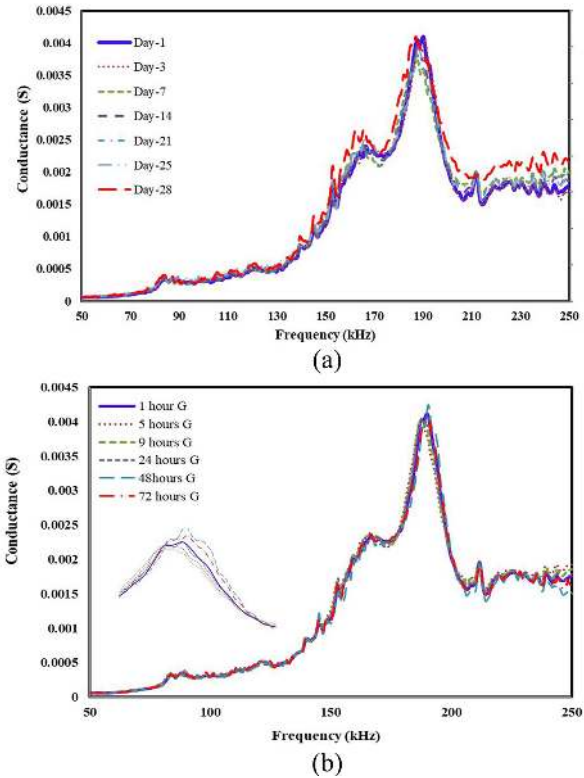 0.0045
0.004
0.0035
0.003
0.0025
0.002
0.0015
0.001
0.0005
0
Conductance (S)
Day-1
Day-3
Day-7
Day-14
Day-21
Day-25
Day-28
50 70 90 110 130 150 170 190 210 230 250
Frequency (kHz)
(a)
0.0045
0.004
0.0035
0.003
0.0025
0.002
0.0015
0.001
0.0005
0
Conductance (S)
1 hour G
5 hours G
9 hours G
24 hours G
48hours G
72 hours G
50 100 150 200 250
Frequency (kHz)
(b)